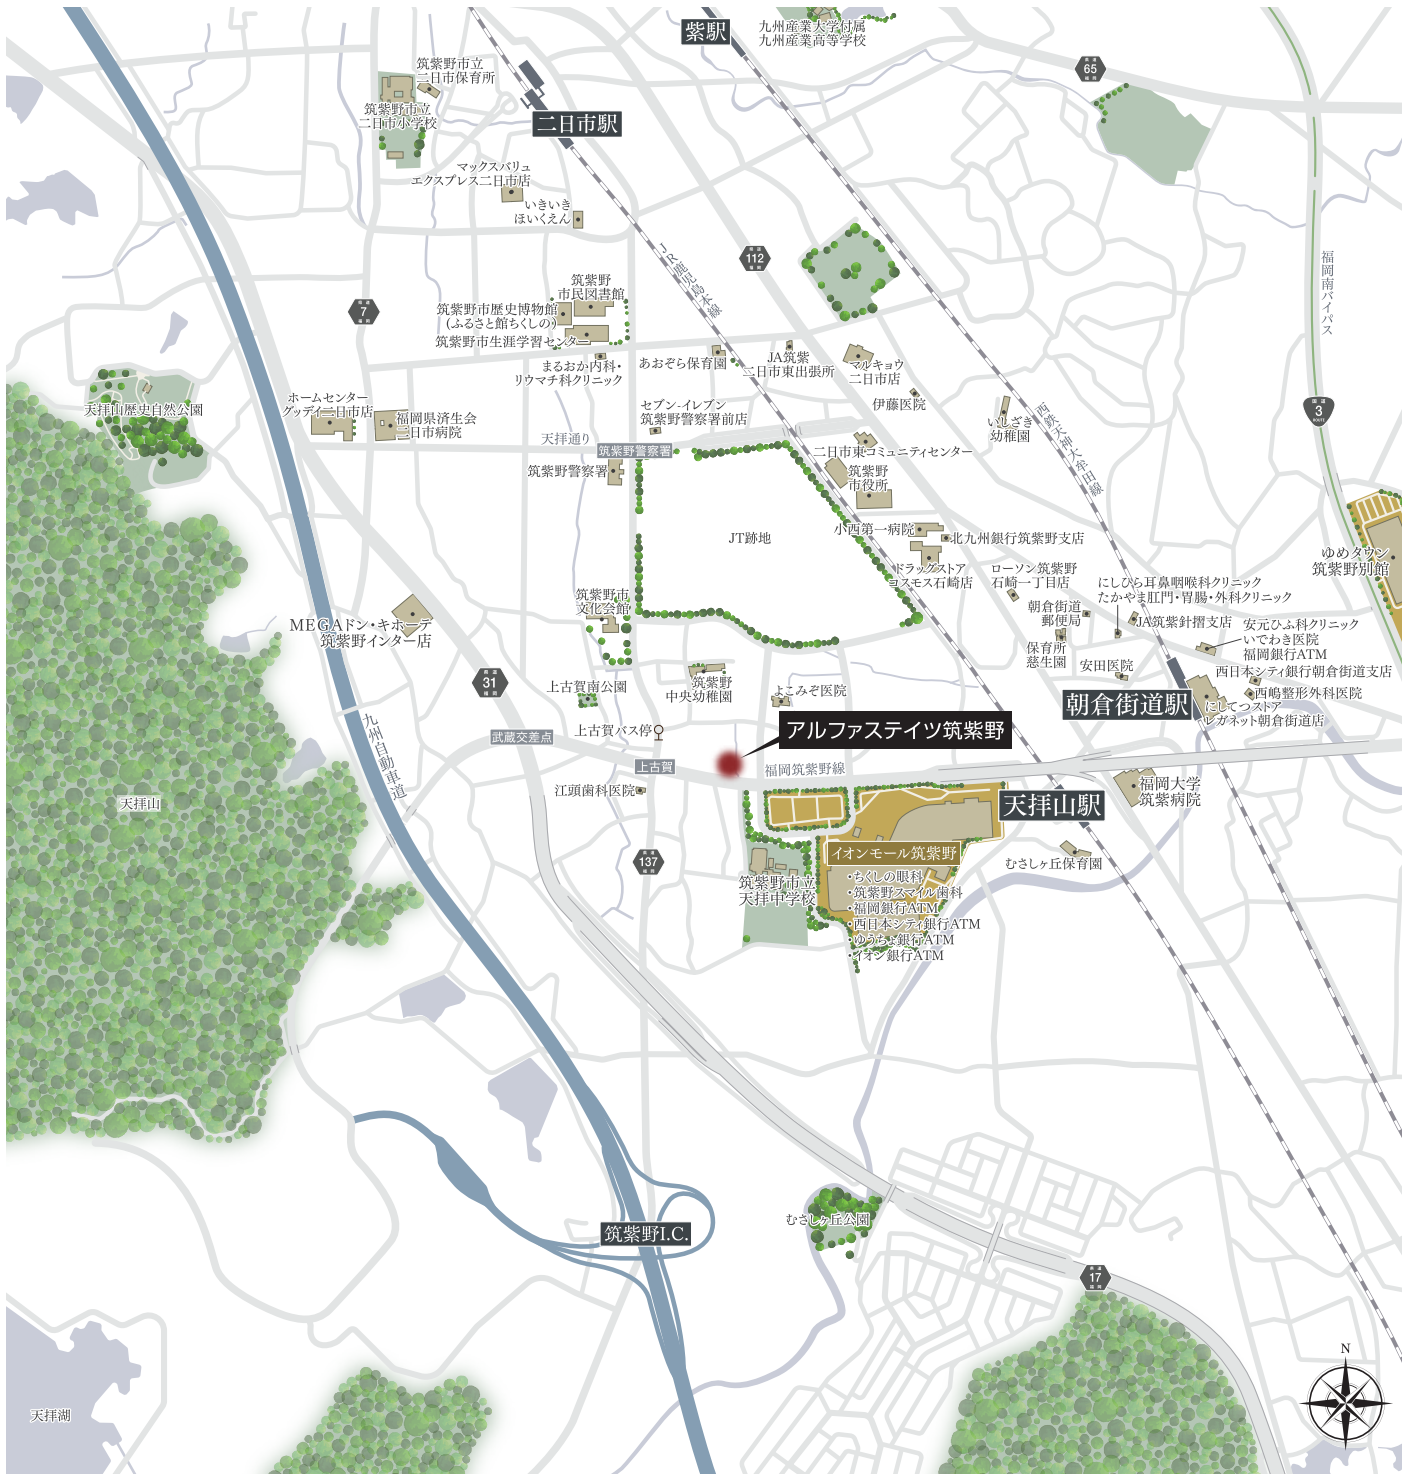 紫駅
九州産業大学付属
九州産業高等学校
筑紫野市立
二日市保育所
県道
65
福岡
筑紫野市立
二日市小学校
二日市駅
マックスバリュ
エクスプレス二日市店
いきいき
ほいくえん
JR鹿児島本線
県道
112
福岡
福岡南バイパス
筑紫野
市民図書館
筑紫野市歴史博物館
(ふるさと館ちくしの)
筑紫野市生涯学習センター
県道
7
福岡
まるおか内科・
リウマチ科クリニック
あおぞら保育園
JA筑紫
二日市東出張所
マルキョウ
二日市店
伊藤医院
いしざき
幼稚園
西鉄天神大牟田線
国道
3
ROUTE
天拝山歴史自然公園
ホームセンター
グッデイ二日市店
福岡県済生会
二日市病院
セブン-イレブン
筑紫野警察署前店
天拝通り
筑紫野警察署
筑紫野警察署
二日市東コミュニティセンター
筑紫野
市役所
JT跡地
小西第一病院
北九州銀行筑紫野支店
ドラッグストア
コスモス石崎店
ローソン筑紫野
石崎一丁目店
ゆめタウン
筑紫野別館
にしひら耳鼻咽喉科クリニック
たかやま肛門・胃腸・外科クリニック
朝倉街道
郵便局
JA筑紫針摺支店
安元ひふ科クリニック
いでわき医院
福岡銀行ATM
保育所
慈生園
安田医院
西日本シティ銀行朝倉街道支店
西嶋整形外科医院
朝倉街道駅
にしてつストア
レガネット朝倉街道店
筑紫野市
文化会館
MEGAドン・キホーテ
筑紫野インター店
県道
31
福岡
上古賀南公園
筑紫野
中央幼稚園
よこみぞ医院
上古賀バス停
アルファステイツ筑紫野
武蔵交差点
上古賀
福岡筑紫野線
九州自動車道
江頭歯科医院
天拝山
天拝山駅
福岡大学
筑紫病院
県道
137
福岡
イオンモール筑紫野
・ちくしの眼科
・筑紫野スマイル歯科
・福岡銀行ATM
・西日本シティ銀行ATM
・ゆうちょ銀行ATM
・イオン銀行ATM
むさしヶ丘保育園
筑紫野市立
天拝中学校
むさしヶ丘公園
筑紫野I.C.
県道
17
福岡
N
天拝湖